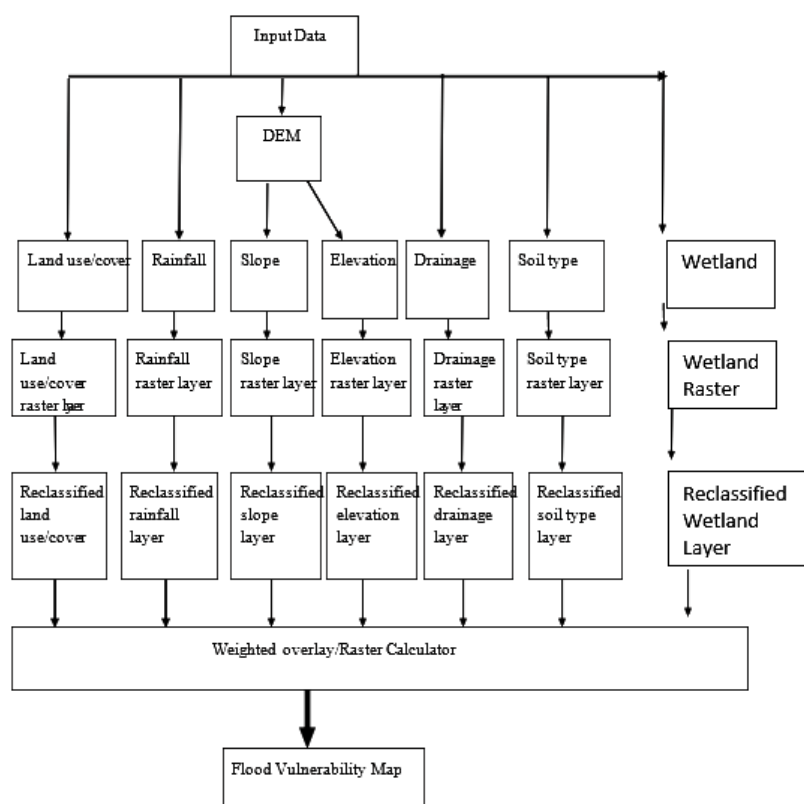 Input Data
DEM
Land use/cover
Rainfall
Slope
Elevation
Drainage
Soil type
Wetland
Land
use/cover
raster layer
Rainfall
raster layer
Slope
raster layer
Elevation
raster layer
Drainage
raster
layer
Soil type
raster layer
Wetland
Raster
Reclassified
land
use/cover
Reclassified
rainfall
layer
Reclassified
slope
layer
Reclassified
elevation
layer
Reclassified
drainage
layer
Reclassified
soil type
layer
Reclassified
Wetland
Layer
Weighted overlay/Raster Calculator
Flood Vulnerability Map